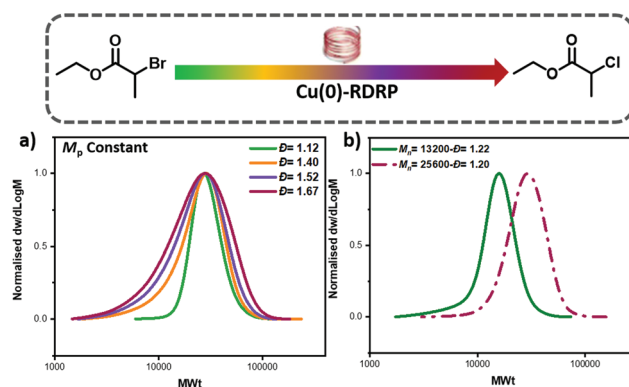 O
O
Br
Cu(0)-RDRP
O
O
Cl
a)
Mp Constant
Đ= 1.12
Đ= 1.40
Đ= 1.52
Đ= 1.67
Normalised dw/dLogM
1.0
0.5
0.0
1000
10000
100000
MWt
b)
Mn= 13200-Đ= 1.22
Mn= 25600-Đ= 1.20
Normalised dw/dLogM
1.0
0.5
0.0
1000
10000
100000
MWt